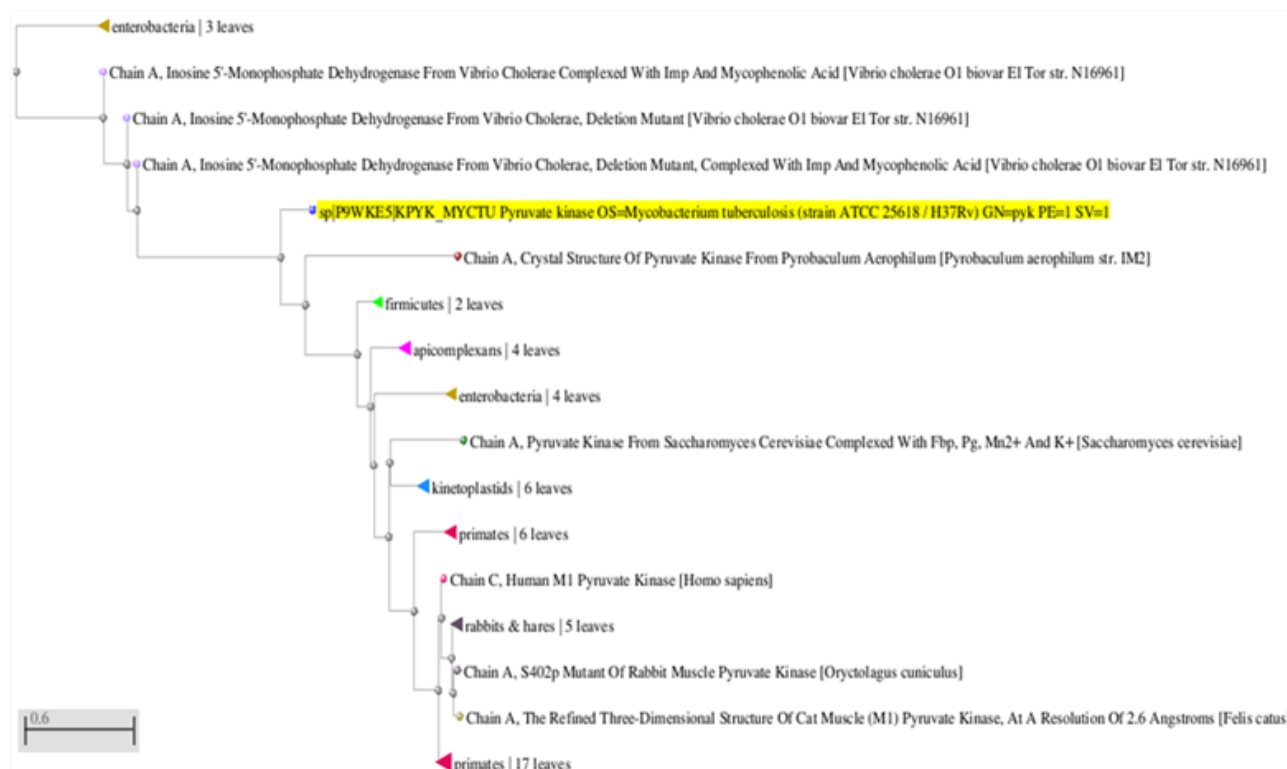 enterobacteria | 3 leaves
Chain A, Inosine 5'-Monophosphate Dehydrogenase From Vibrio Cholerae Complexed With Imp And Mycophenolic Acid [Vibrio cholerae O1 biovar El Tor str. N16961]
Chain A, Inosine 5'-Monophosphate Dehydrogenase From Vibrio Cholerae, Deletion Mutant [Vibrio cholerae O1 biovar El Tor str. N16961]
Chain A, Inosine 5'-Monophosphate Dehydrogenase From Vibrio Cholerae, Deletion Mutant, Complexed With Imp And Mycophenolic Acid [Vibrio cholerae O1 biovar El Tor str. N16961]
sp|P9WKE5|KPYK_MYCTU Pyruvate kinase OS=Mycobacterium tuberculosis (strain ATCC 25618 / H37Rv) GN=pyk PE=1 SV=1
Chain A, Crystal Structure Of Pyruvate Kinase From Pyrobaculum Aerophilum [Pyrobaculum aerophilum str. IM2]
firmicutes | 2 leaves
apicomplexans | 4 leaves
enterobacteria | 4 leaves
Chain A, Pyruvate Kinase From Saccharomyces Cerevisiae Complexed With Fbp, Pg, Mn2+ And K+ [Saccharomyces cerevisiae]
kinetoplastids | 6 leaves
primates | 6 leaves
Chain C, Human M1 Pyruvate Kinase [Homo sapiens]
rabbits & hares | 5 leaves
Chain A, S402p Mutant Of Rabbit Muscle Pyruvate Kinase [Oryctolagus cuniculus]
Chain A, The Refined Three-Dimensional Structure Of Cat Muscle (M1) Pyruvate Kinase, At A Resolution Of 2.6 Angstroms [Felis catus
0.6
primates | 17 leaves